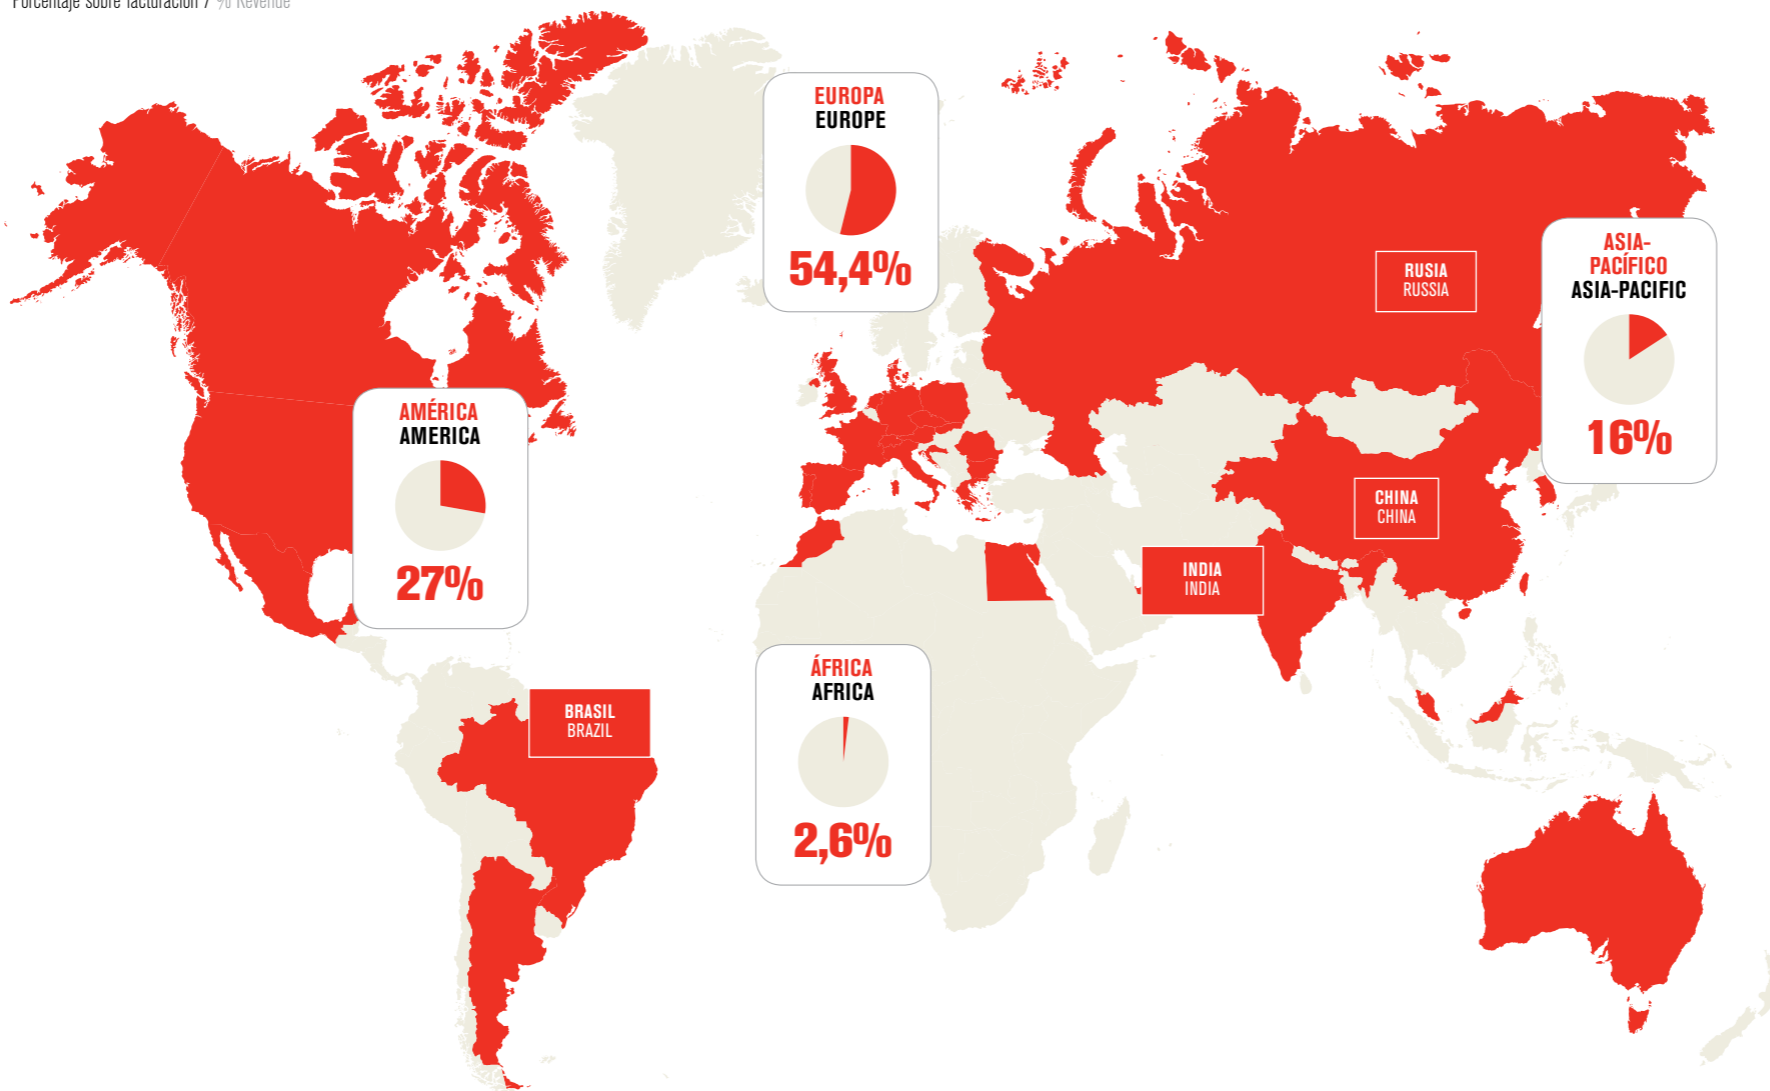 Porcentaje sobre facturación / % Revenue
EUROPA
EUROPE
54,4%
RUSIA
RUSSIA
ASIA-
PACÍFICO
ASIA-PACIFIC
16%
AMÉRICA
AMERICA
27%
CHINA
CHINA
INDIA
INDIA
ÁFRICA
AFRICA
2,6%
BRASIL
BRAZIL